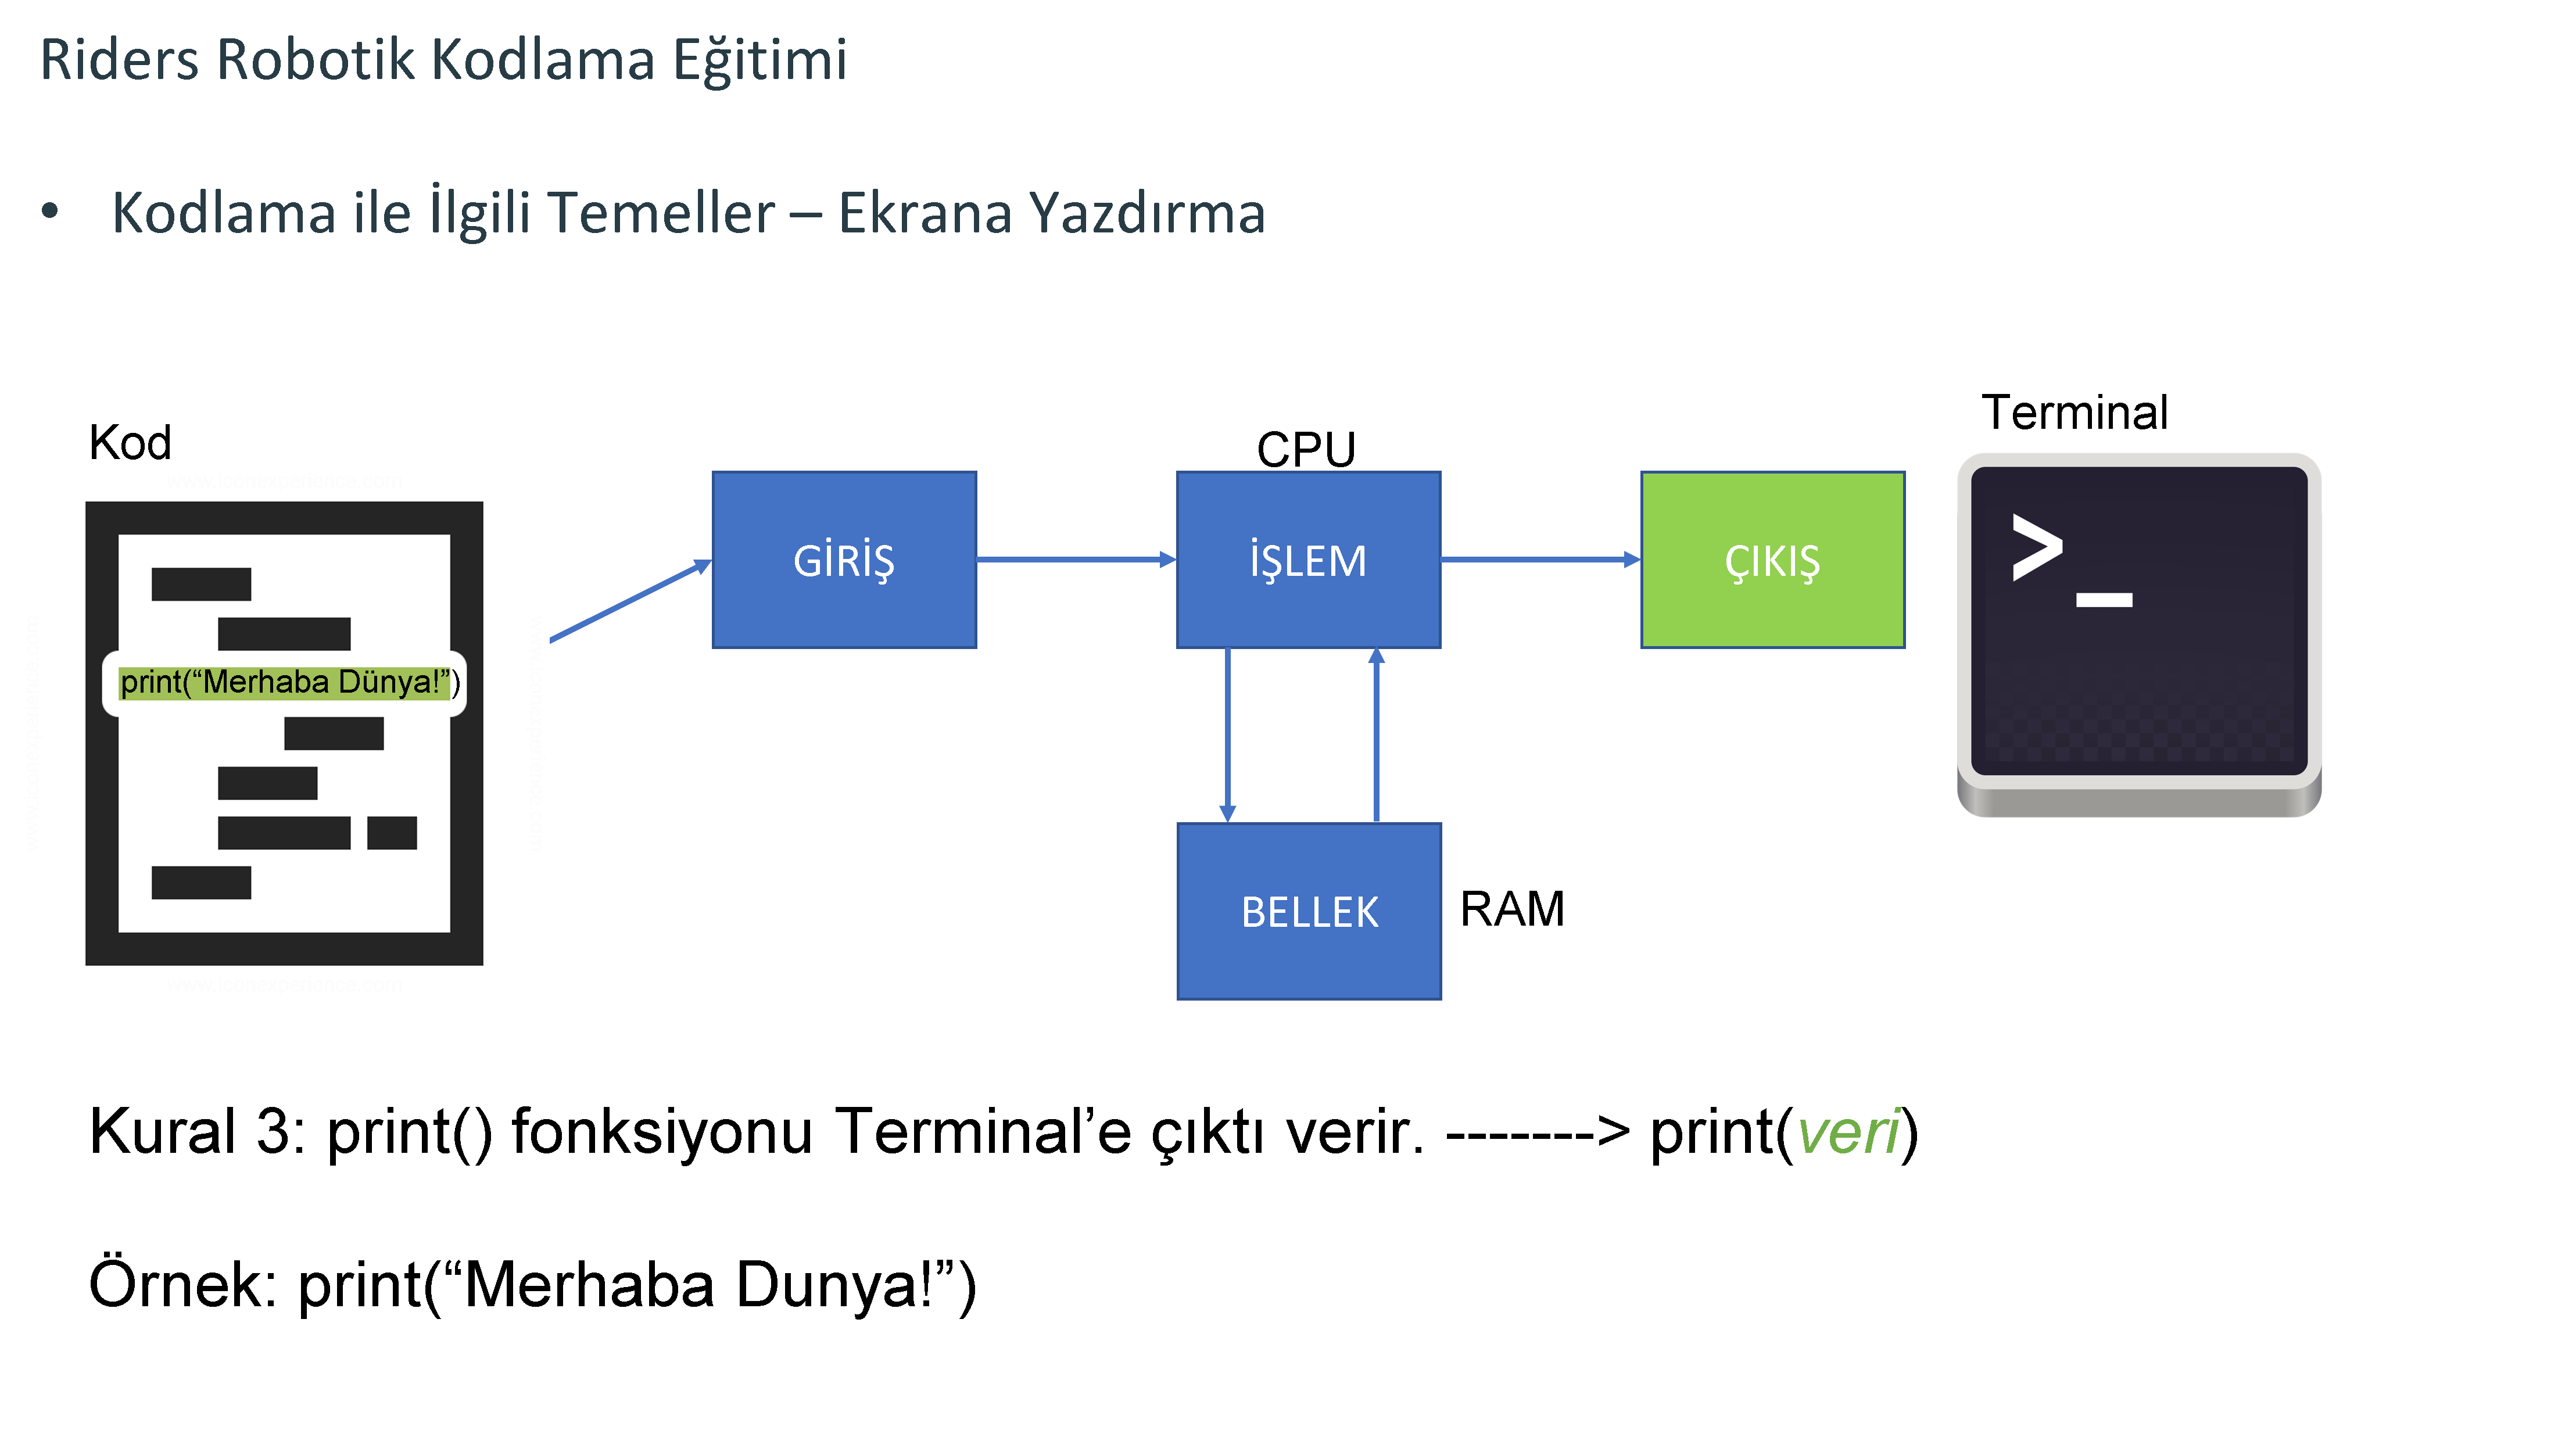 Riders Robotik Kodlama Eğitimi
• Kodlama ile İlgili Temeller – Ekrana Yazdırma
Kod
CPU
Terminal
GİRİŞ
İŞLEM
ÇIKIŞ
>_
print(“Merhaba Dünya!”)
BELLEK
RAM
Kural 3: print() fonksiyonu Terminal’e çıktı verir. -------> print(veri)
Örnek: print(“Merhaba Dunya!”)